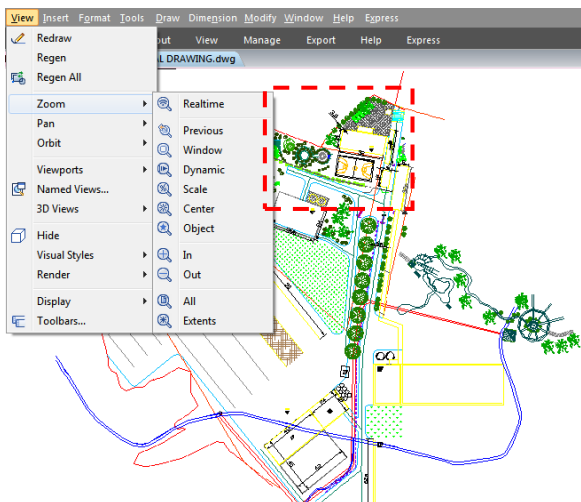 View Insert Format Tools Draw Dimension Modify Window Help Express
Redraw
out View Manage Export Help Express
Regen
AL DRAWING.dwg
Regen All
Zoom
Realtime
Pan
Previous
Orbit
Window
Viewports
Dynamic
Named Views...
Scale
3D Views
Center
Hide
Object
Visual Styles
In
Render
Out
Display
All
Toolbars...
Extents